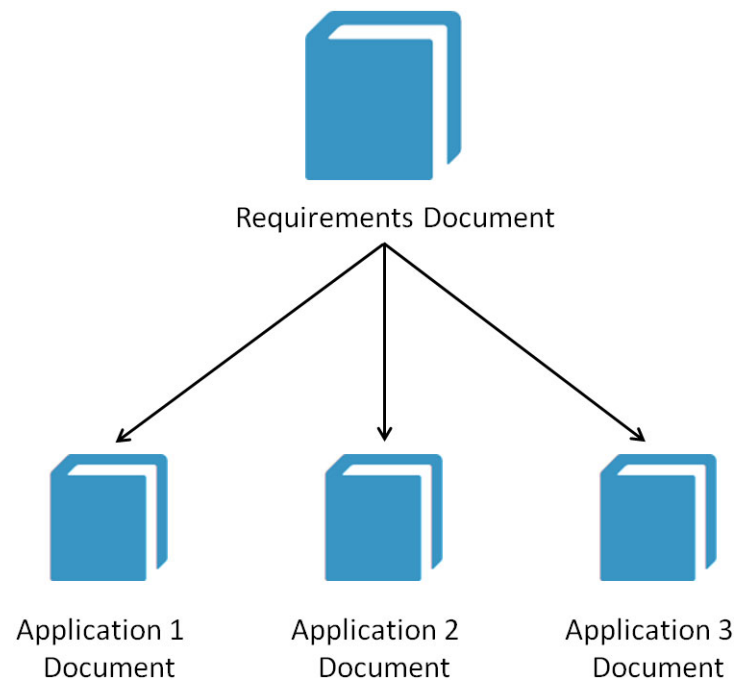 Requirements Document
Application 1
Document
Application 2
Document
Application 3
Document